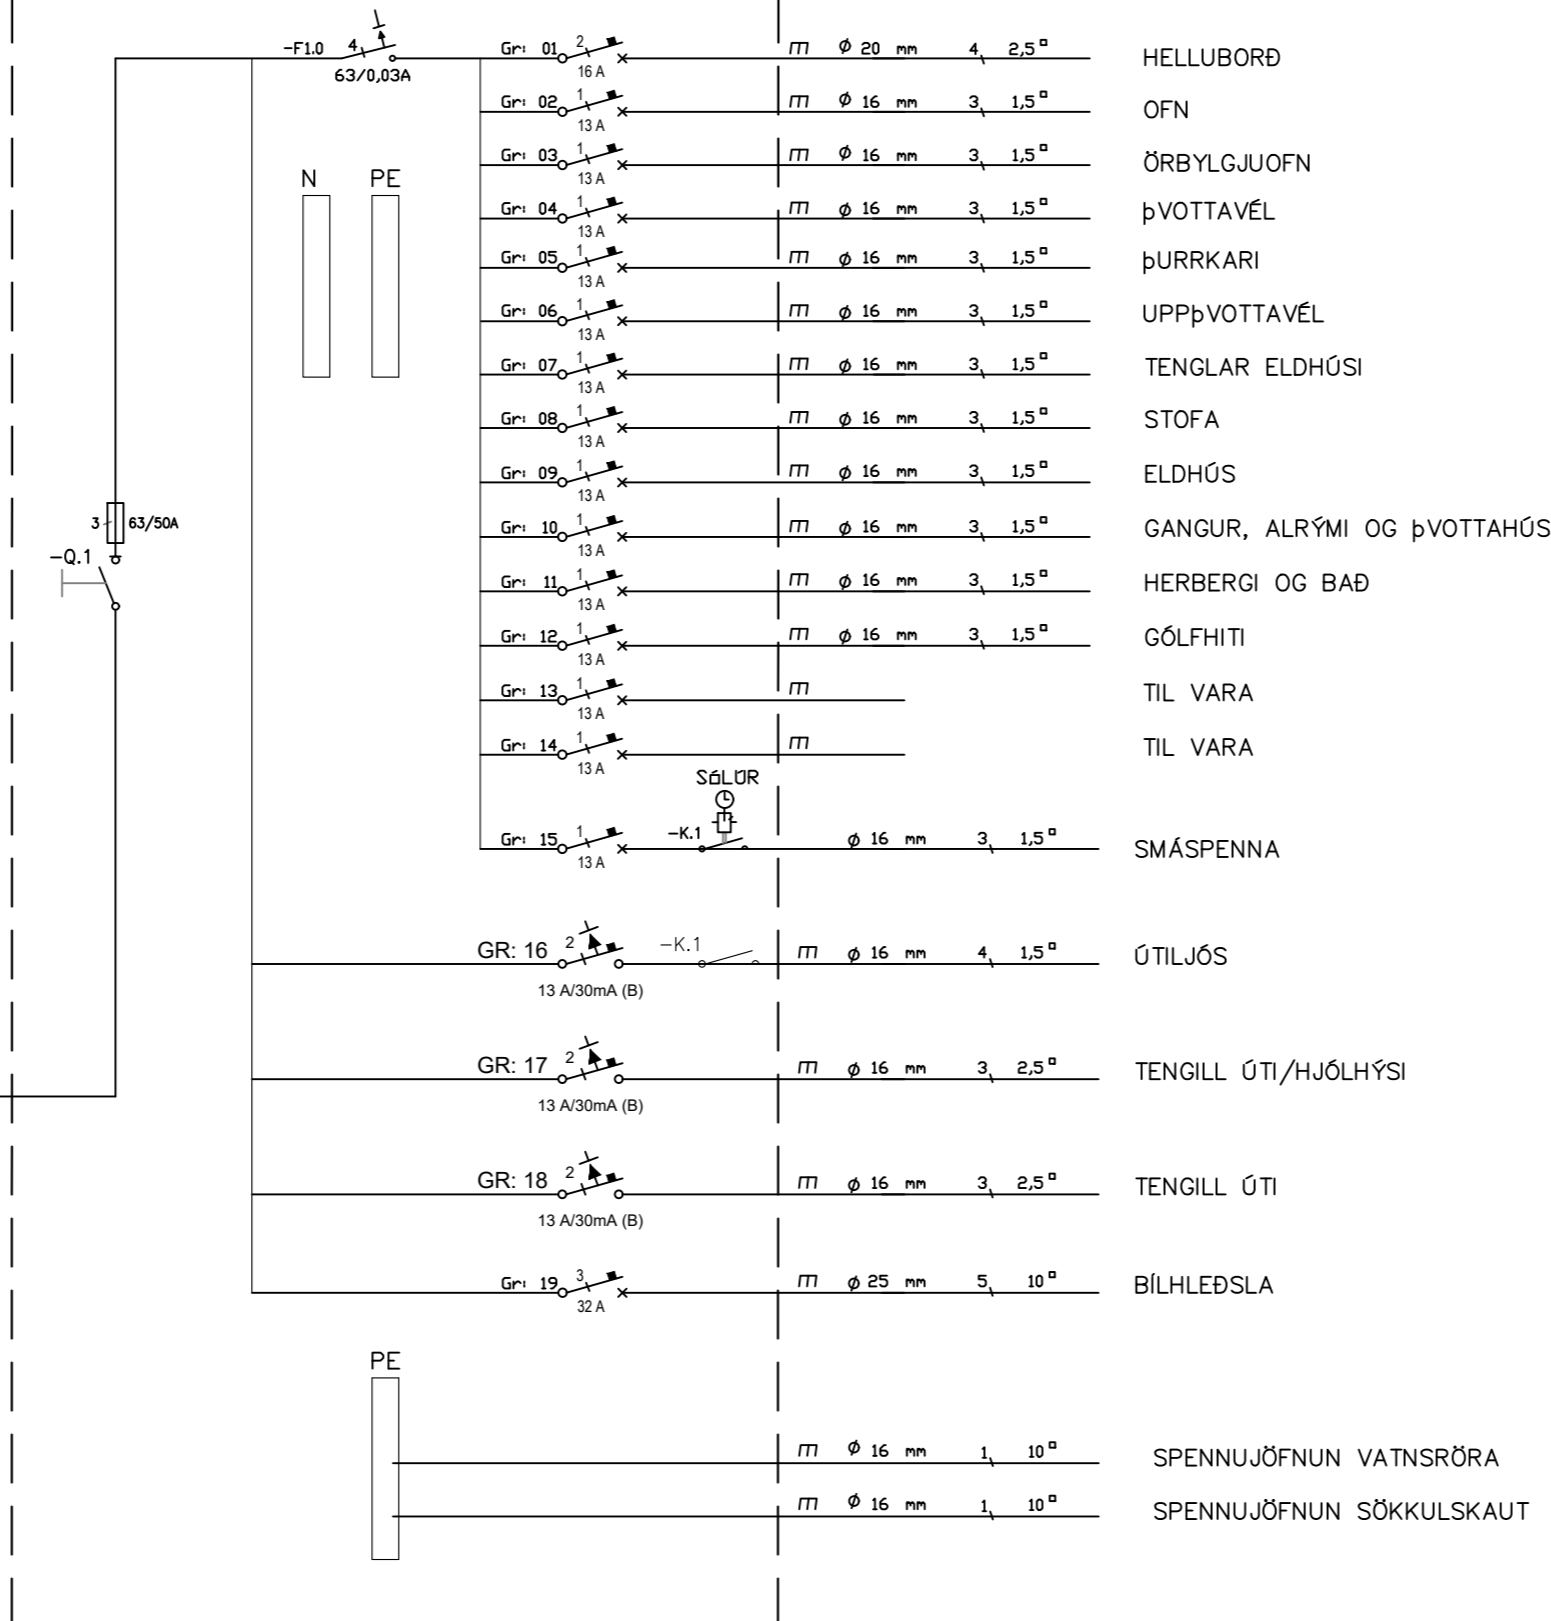 -F1.0 4 63/0,03A
Gr: 01 2 16 A m ϕ 20 mm 4 2,5▫ HELLUBORÐ
Gr: 02 1 13 A m ϕ 16 mm 3 1,5▫ OFN
Gr: 03 1 13 A m ϕ 16 mm 3 1,5▫ ÖRBYLGJUOFN
N PE
Gr: 04 1 13 A m ϕ 16 mm 3 1,5▫ ÞVOTTAVÉL
Gr: 05 1 13 A m ϕ 16 mm 3 1,5▫ ÞURRKARI
Gr: 06 1 13 A m ϕ 16 mm 3 1,5▫ UPPÞVOTTAVÉL
Gr: 07 1 13 A m ϕ 16 mm 3 1,5▫ TENGLAR ELDHÚSI
Gr: 08 1 13 A m ϕ 16 mm 3 1,5▫ STOFA
Gr: 09 1 13 A m ϕ 16 mm 3 1,5▫ ELDHÚS
3 63/50A
Gr: 10 1 13 A m ϕ 16 mm 3 1,5▫ GANGUR, ALRÝMI OG ÞVOTTAHÚS
-Q.1
Gr: 11 1 13 A m ϕ 16 mm 3 1,5▫ HERBERGI OG BAÐ
Gr: 12 1 13 A m ϕ 16 mm 3 1,5▫ GÓLFHITI
Gr: 13 1 13 A m TIL VARA
Gr: 14 1 13 A m TIL VARA
SÓLÚR
Gr: 15 1 13 A -K.1 ϕ 16 mm 3 1,5▫ SMÁSPENNA
GR: 16 2 -K.1 m ϕ 16 mm 4 1,5▫ ÚTILJÓS
13 A/30mA (B)
GR: 17 2 m ϕ 16 mm 3 2,5▫ TENGILL ÚTI/HJÓLHÝSI
13 A/30mA (B)
GR: 18 2 m ϕ 16 mm 3 2,5▫ TENGILL ÚTI
13 A/30mA (B)
Gr: 19 3 32 A m ϕ 25 mm 5 10▫ BÍLHLEÐSLA
PE
m ϕ 16 mm 1 10▫ SPENNUJÖFNUN VATNSRÖRA
m ϕ 16 mm 1 10▫ SPENNUJÖFNUN SÖKKULSKAUT